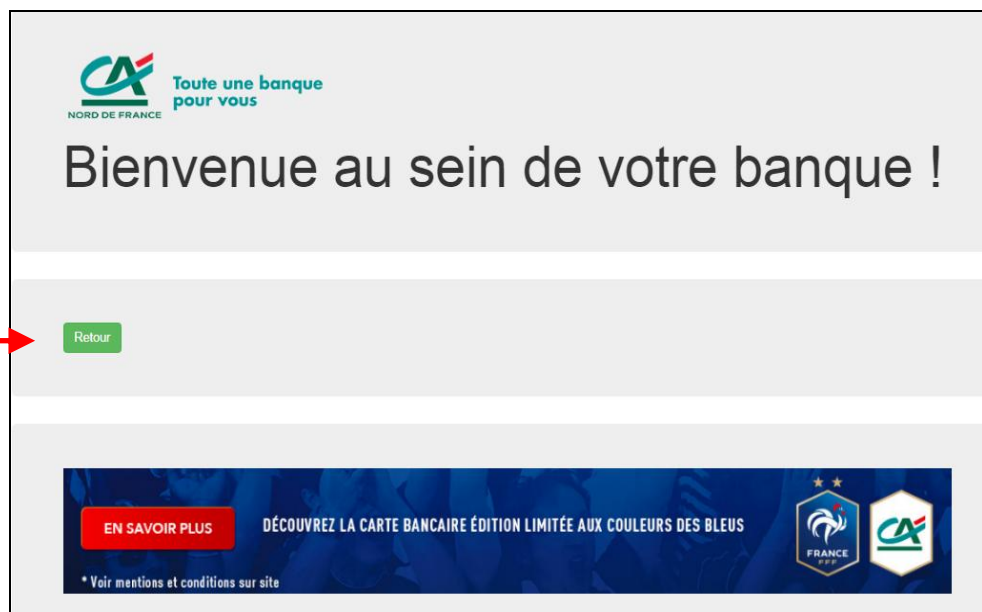 CA
Toute une banque
pour vous
NORD DE FRANCE
Bienvenue au sein de votre banque !
Retour
EN SAVOIR PLUS
DÉCOUVREZ LA CARTE BANCAIRE ÉDITION LIMITÉE AUX COULEURS DES BLEUS
FRANCE
FFF
CA
* Voir mentions et conditions sur site